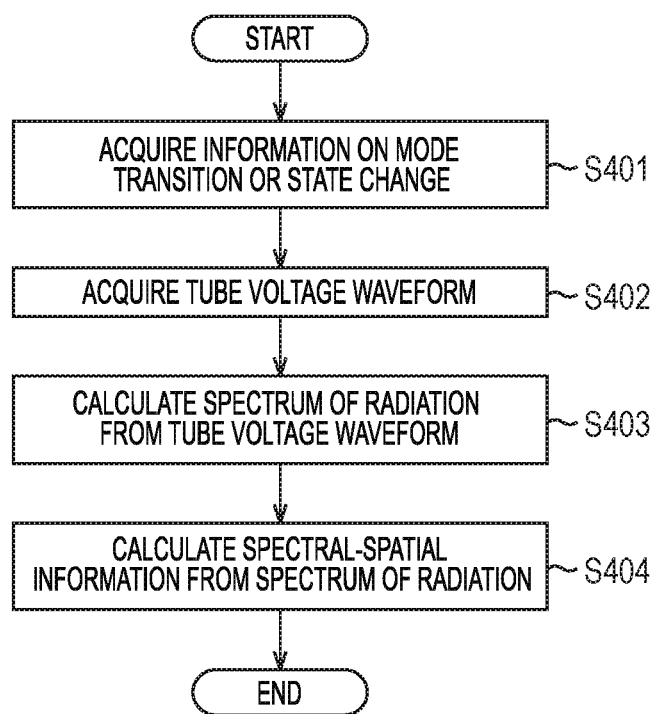 START
ACQUIRE INFORMATION ON MODE
TRANSITION OR STATE CHANGE
S401
ACQUIRE TUBE VOLTAGE WAVEFORM
S402
CALCULATE SPECTRUM OF RADIATION
FROM TUBE VOLTAGE WAVEFORM
S403
CALCULATE SPECTRAL-SPATIAL
INFORMATION FROM SPECTRUM OF RADIATION
S404
END